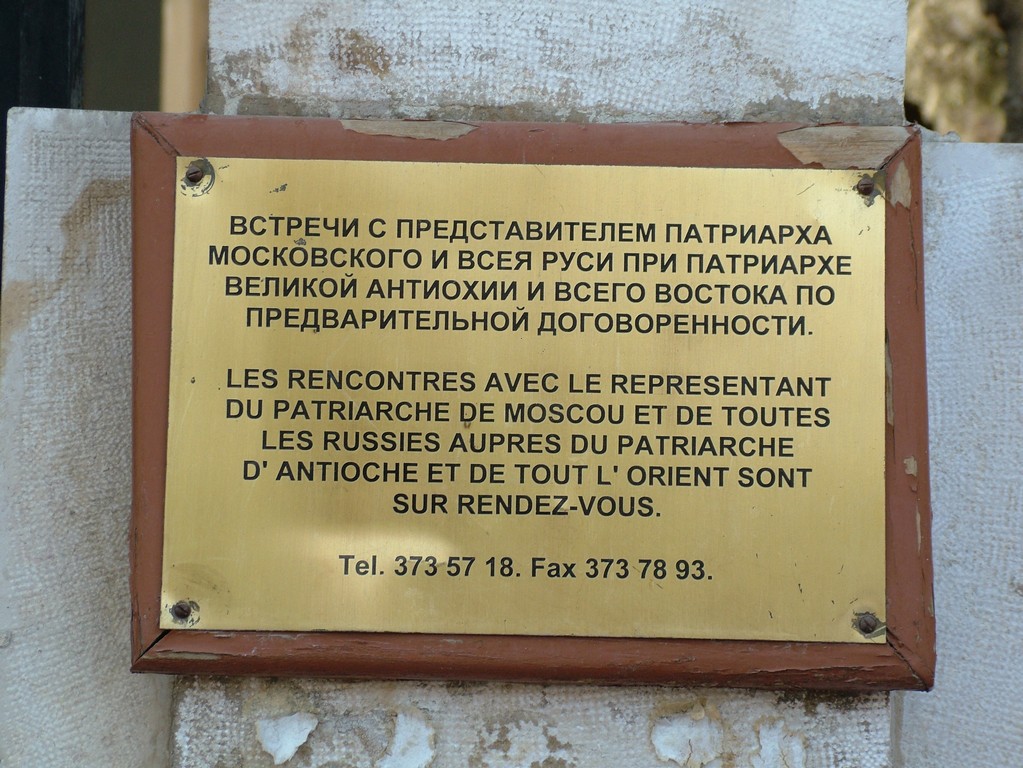 ВСТРЕЧИ С ПРЕДСТАВИТЕЛЕМ ПАТРИАРХА
МОСКОВСКОГО И ВСЕЯ РУСИ ПРИ ПАТРИАРХЕ
ВЕЛИКОЙ АНТИОХИИ И ВСЕГО ВОСТОКА ПО
ПРЕДВАРИТЕЛЬНОЙ ДОГОВОРЕННОСТИ.
LES RENCONTRES AVEC LE REPRESENTANT
DU PATRIARCHE DE MOSCOU ET DE TOUTES
LES RUSSIES AUPRES DU PATRIARCHE
D' ANTIOCHE ET DE TOUT L' ORIENT SONT
SUR RENDEZ-VOUS.
Tel. 373 57 18. Fax 373 78 93.